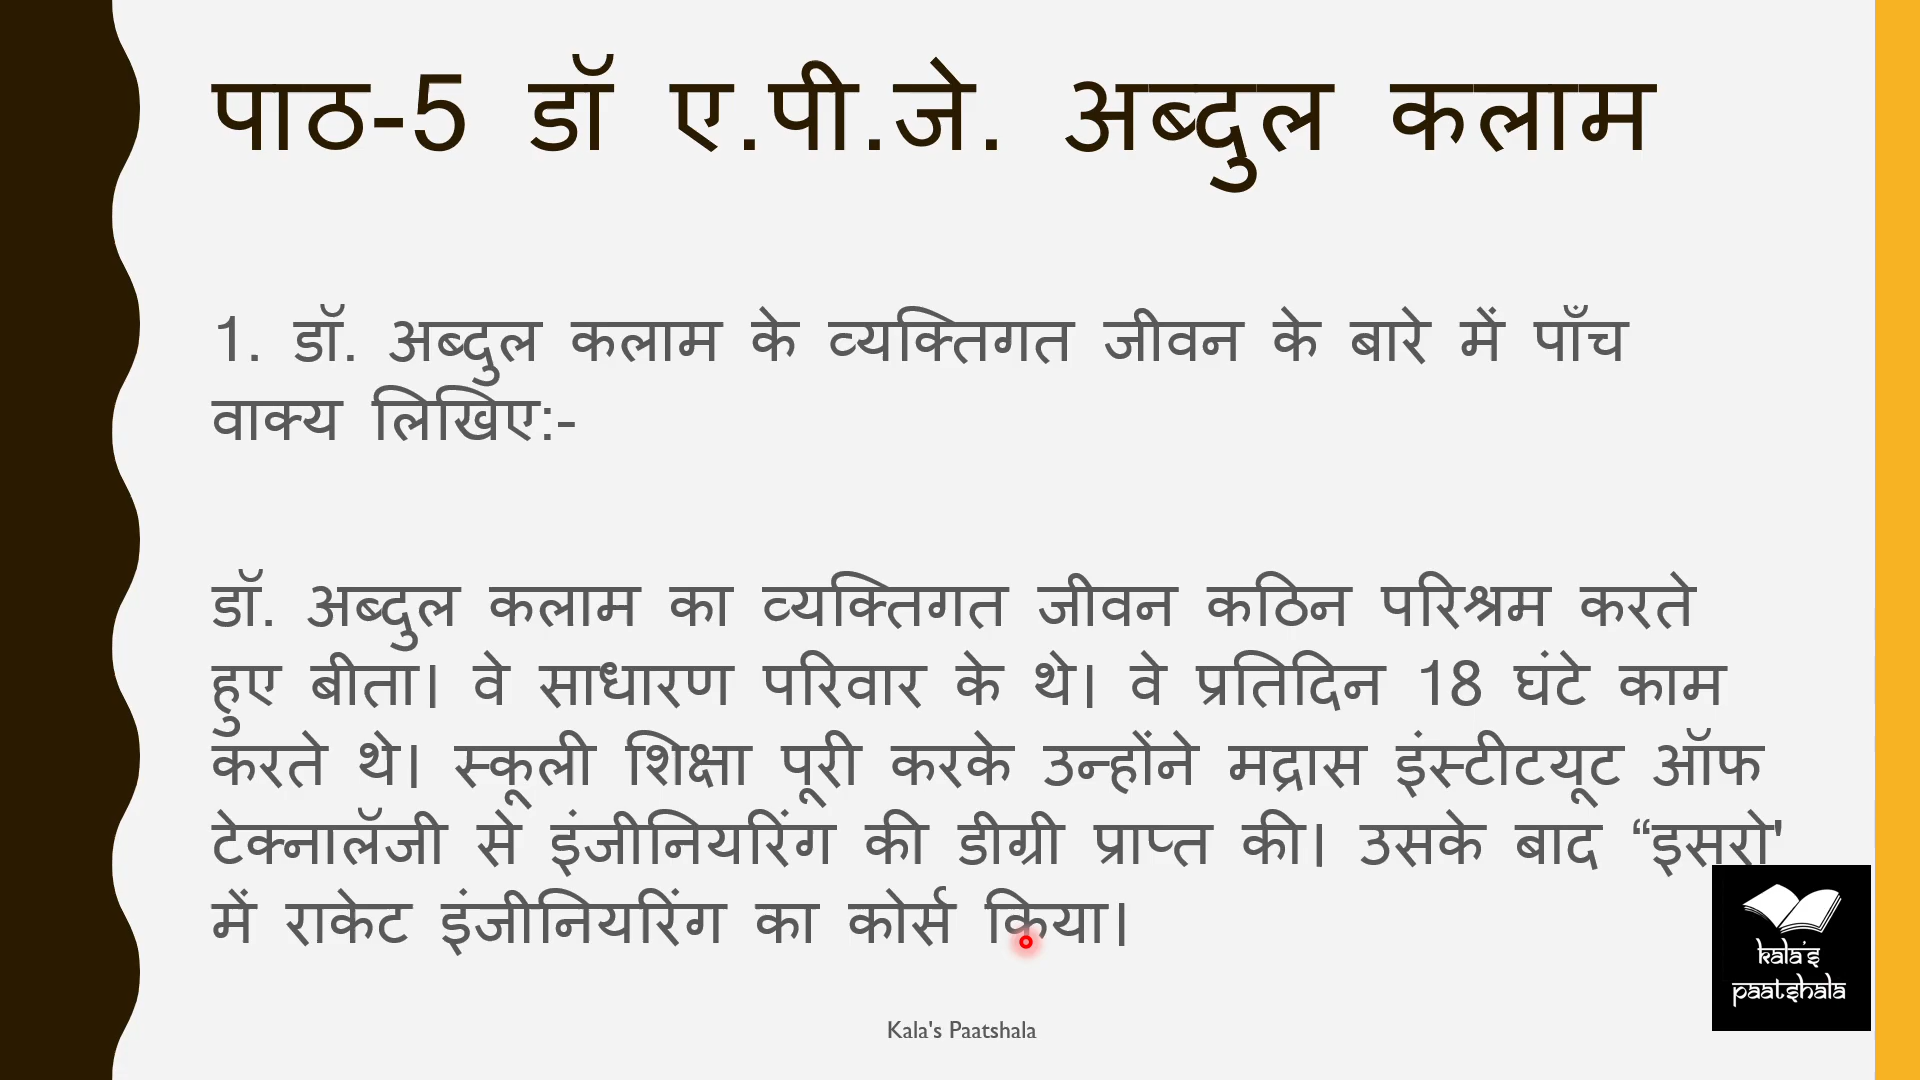 पाठ-5 डॉ ए.पी.जे. अब्दुल कलाम
1. डॉ. अब्दुल कलाम के व्यक्तिगत जीवन के बारे में पाँच
वाक्य लिखिए:-
डॉ. अब्दुल कलाम का व्यक्तिगत जीवन कठिन परिश्रम करते
हुए बीता। वे साधारण परिवार के थे। वे प्रतिदिन 18 घंटे काम
करते थे। स्कूली शिक्षा पूरी करके उन्होंने मद्रास इंस्टीटयूट ऑफ
टेक्नालॅजी से इंजीनियरिंग की डीग्री प्राप्त की। उसके बाद “इसरो'
में राकेट इंजीनियरिंग का कोर्स किया।
kala's
paatshala
Kala's Paatshala